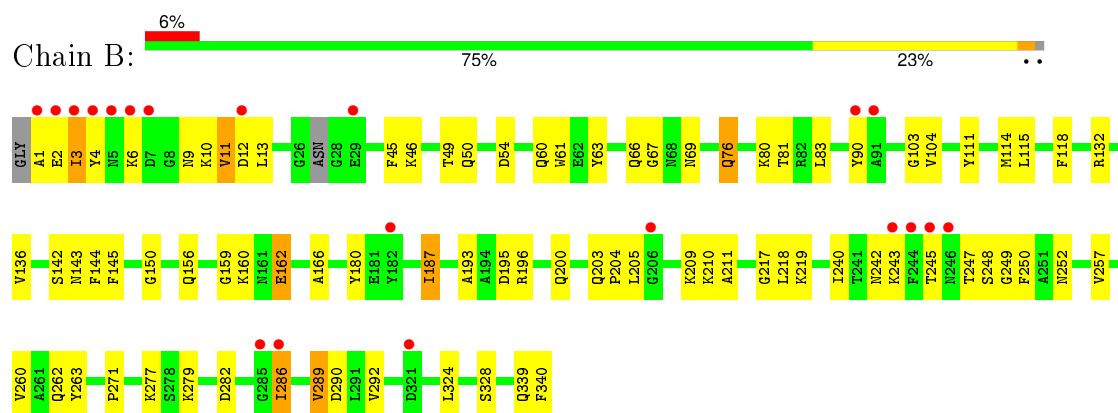 6%
Chain B:
75% 23% • •
GLY A1 E2 I3 Y4 N5 K6 D7 G8 N9 K10 V11 D12 L13 G26 ASN G28 E29 F45 K46 T49 Q50 D54 Q60 W61 E62 Y63 Q66 G67 N68 N69 Q76 K80 T81 R82 L83 Y90 A91 G103 V104 Y111 M114 L115 F118 R132
V136 S142 N143 F144 F145 G150 Q156 G159 K160 N161 E162 A166 Y180 E181 Y182 I187 A193 A194 D195 R196 Q200 Q203 P204 L205 G206 K209 K210 A211 G217 L218 K219 I240 T241 N242 K243 F244 T245 N246 T247 S248 G249 F250 A251 N252 V257
V260 A261 Q262 Y263 P271 K277 S278 K279 D282 G285 I286 V289 D290 L291 V292 D321 L324 S328 Q339 F340